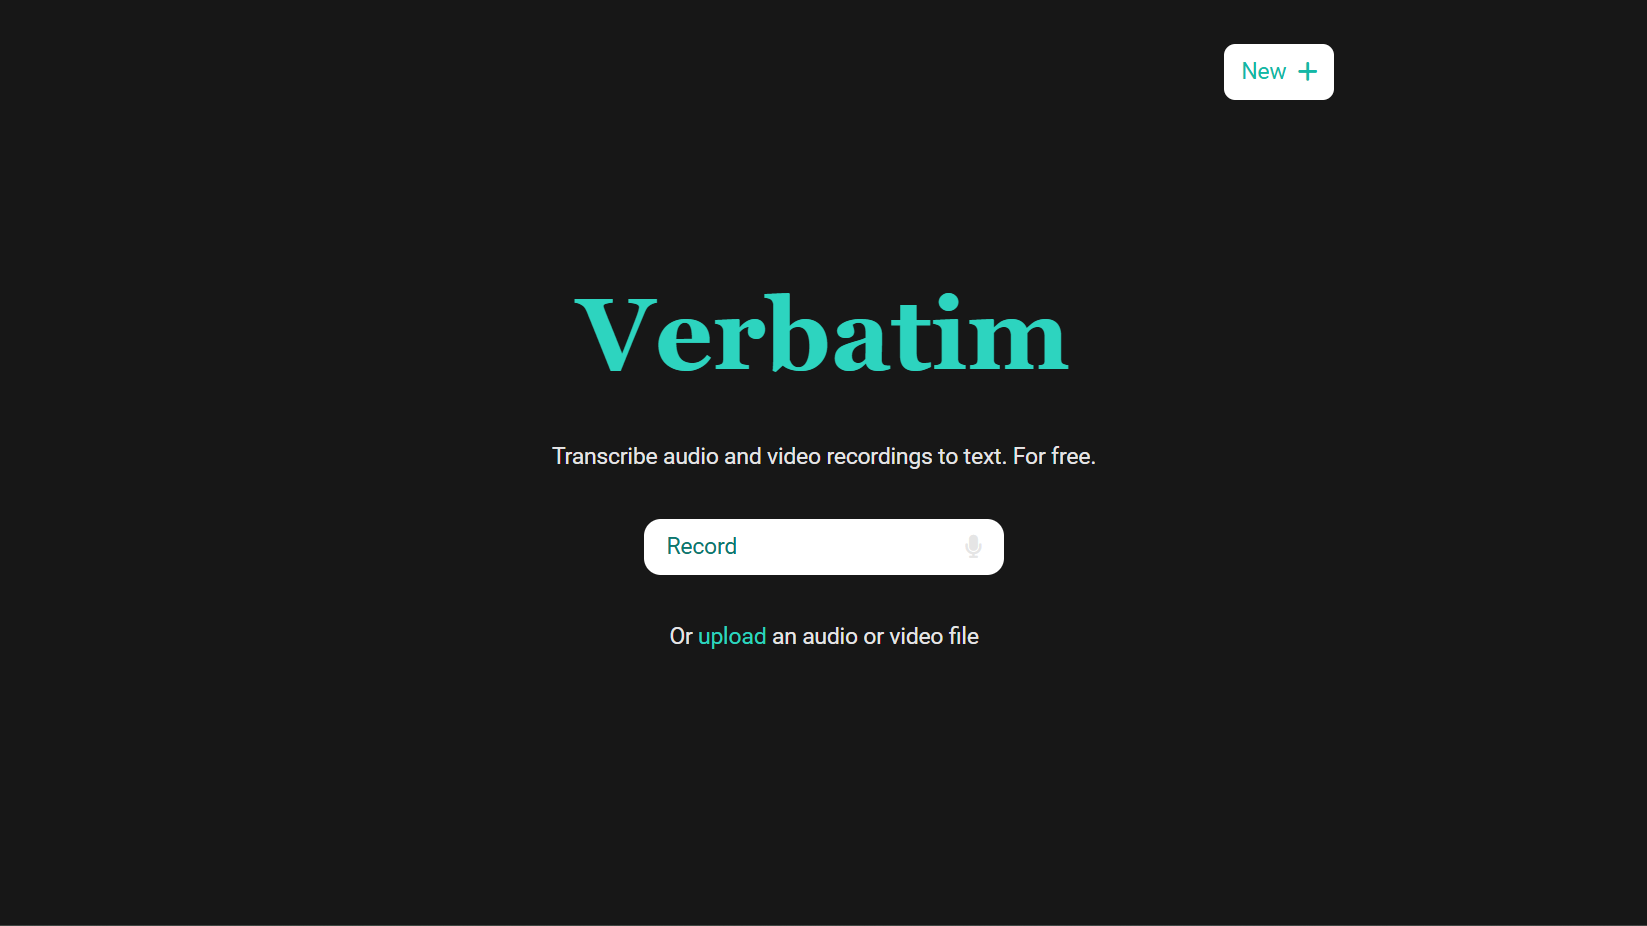 New
Verbatim
Transcribe audio and video recordings to text. For free.
Record
Or upload an audio or video file